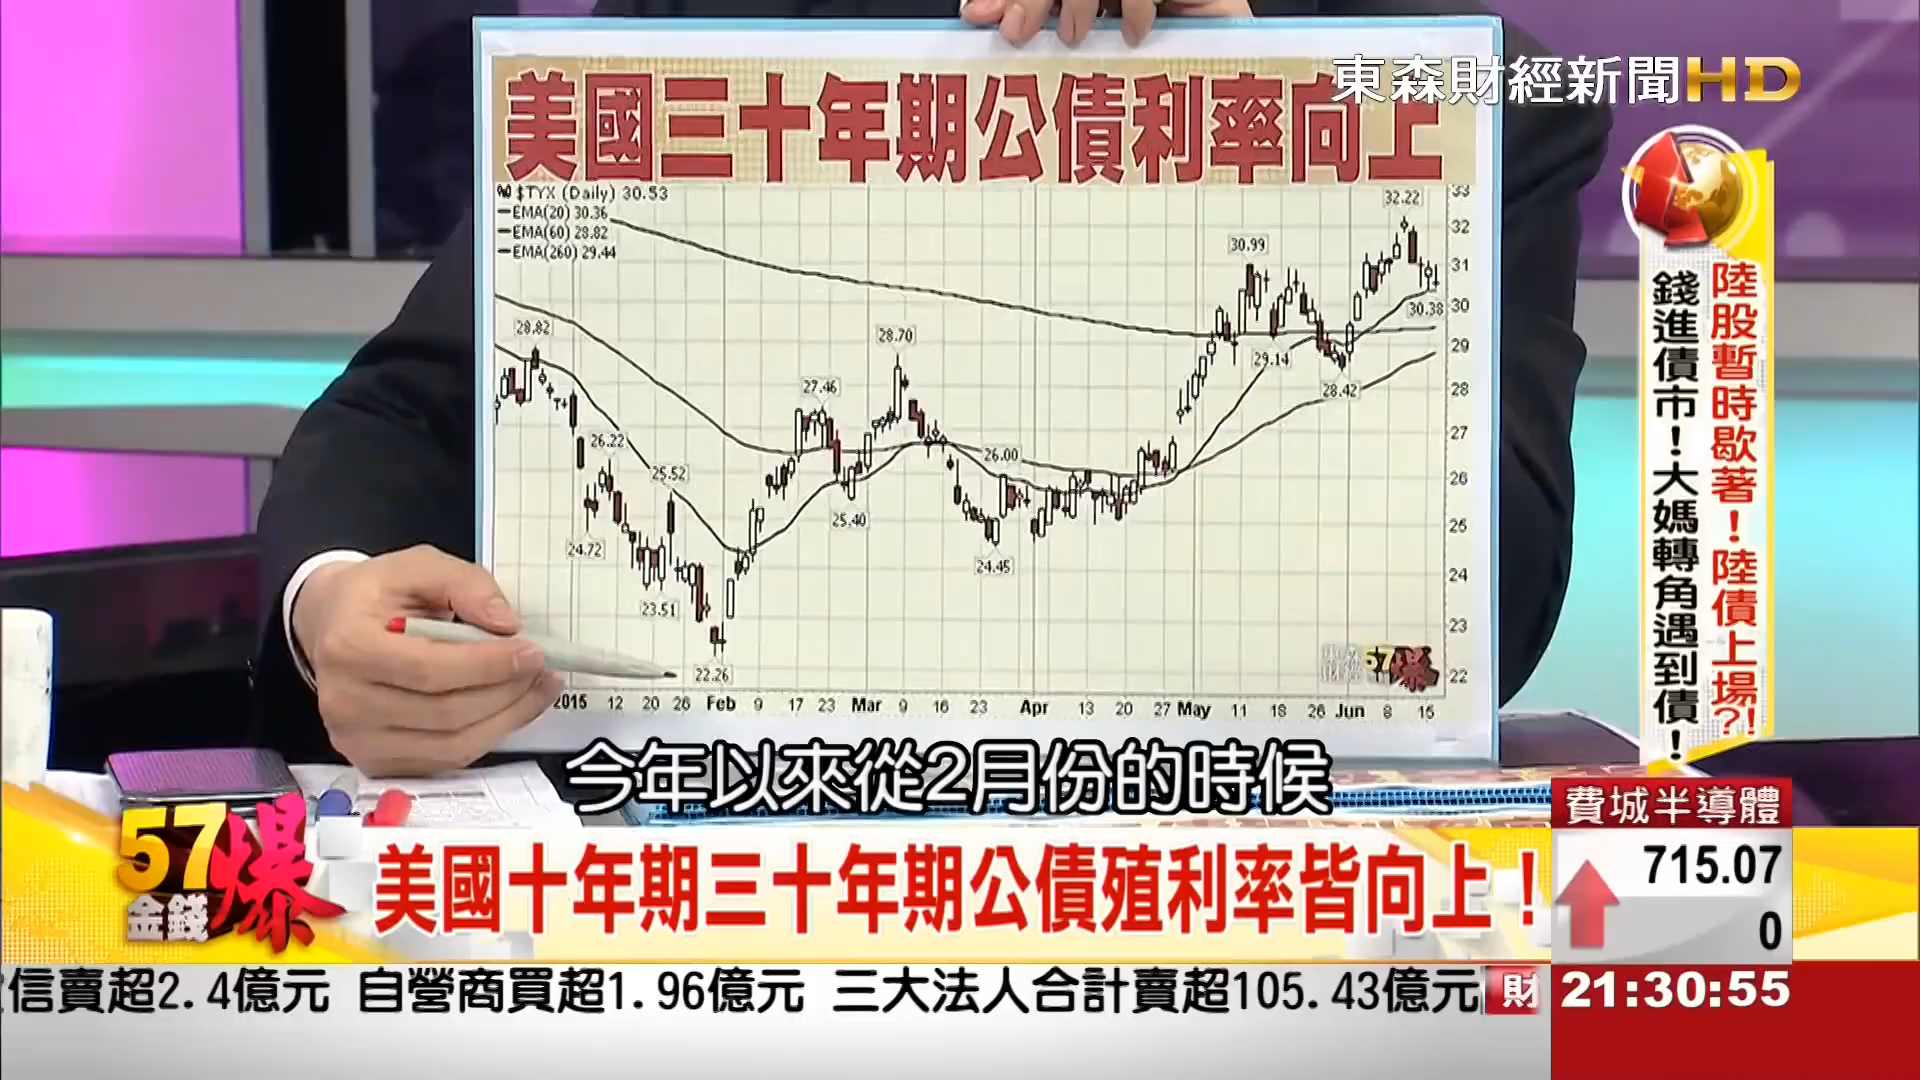 東森財經新聞HD
美國三十年期公債利率向上
$TYX (Daily) 30.53
EMA(20) 30.36
EMA(60) 28.82
EMA(260) 29.44
33
32.22
32
30.99
31
30
30.38
28.82
28.70
29
29.14
28.42
28
27.46
27
26.22
26.00
25.52
26
25.40
25
24.72
24.45
24
23.51
23
22.26
22
57爆
2015 12 20 26 Feb 9 17 23 Mar 9 16 23 Apr 13 20 27 May 11 18 26 Jun 8 15
陸股暫時歇著！陸債上場?!
錢進債市！大媽轉角遇到債！
今年以來從2月份的時候
57金錢爆
美國十年期三十年期公債殖利率皆向上！
費城半導體
715.07
0
信賣超2.4億元 自營商買超1.96億元 三大法人合計賣超105.43億元
財
21:30:55